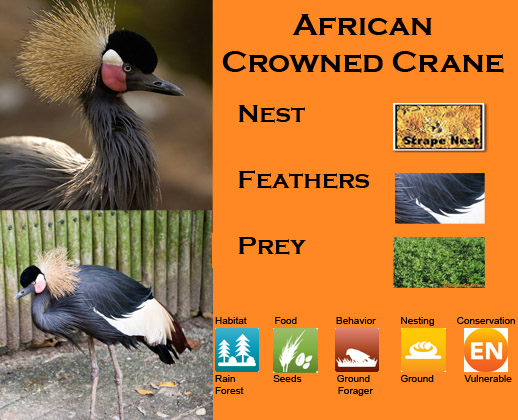 AFRICAN
CROWNED CRANE
NEST
Strape Nest
FEATHERS
PREY
Habitat Food Behavior Nesting Conservation
EN
Rain Forest Seeds Ground Forager Ground Vulnerable